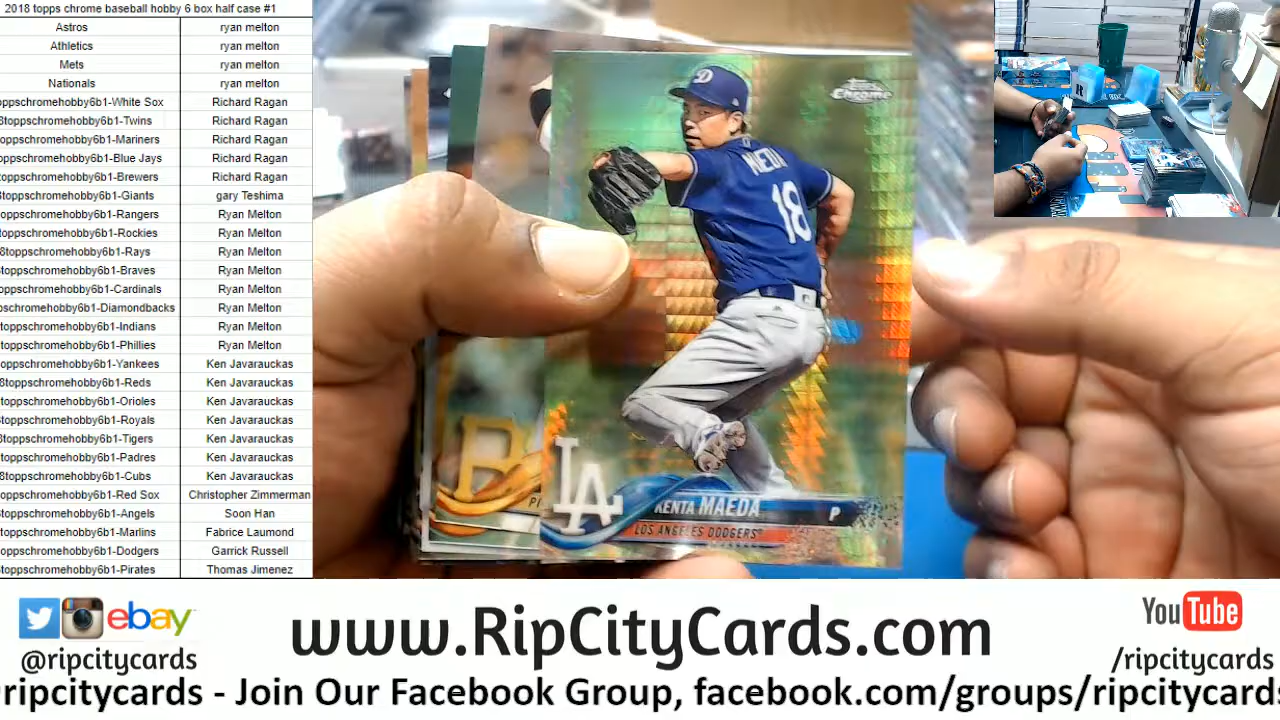 2018 topps chrome baseball hobby 6 box half case #1
Astros ryan melton
Athletics ryan melton
Mets ryan melton
Nationals ryan melton
oppschromehobby6b1-White Sox Richard Ragan
8toppschromehobby6b1-Twins Richard Ragan
oppschromehobby6b1-Mariners Richard Ragan
oppschromehobby6b1-Blue Jays Richard Ragan
toppschromehobby6b1-Brewers Richard Ragan
8toppschromehobby6b1-Giants gary Teshima
toppschromehobby6b1-Rangers Ryan Melton
toppschromehobby6b1-Rockies Ryan Melton
8toppschromehobby6b1-Rays Ryan Melton
toppschromehobby6b1-Braves Ryan Melton
oppschromehobby6b1-Cardinals Ryan Melton
pschromehobby6b1-Diamondbacks Ryan Melton
toppschromehobby6b1-Indians Ryan Melton
toppschromehobby6b1-Phillies Ryan Melton
oppschromehobby6b1-Yankees Ken Javarauckas
8toppschromehobby6b1-Reds Ken Javarauckas
toppschromehobby6b1-Orioles Ken Javarauckas
toppschromehobby6b1-Royals Ken Javarauckas
8toppschromehobby6b1-Tigers Ken Javarauckas
toppschromehobby6b1-Padres Ken Javarauckas
8toppschromehobby6b1-Cubs Ken Javarauckas
oppschromehobby6b1-Red Sox Christopher Zimmerman
toppschromehobby6b1-Angels Soon Han
toppschromehobby6b1-Marlins Fabrice Laumond
oppschromehobby6b1-Dodgers Garrick Russell
toppschromehobby6b1-Pirates Thomas Jimenez
Chrome
D
18
LA
KENTA MAEDA P
LOS ANGELES DODGERS
ebay
@ripcitycards
www.RipCityCards.com
YouTube
/ripcitycards
ripcitycards - Join Our Facebook Group, facebook.com/groups/ripcitycards